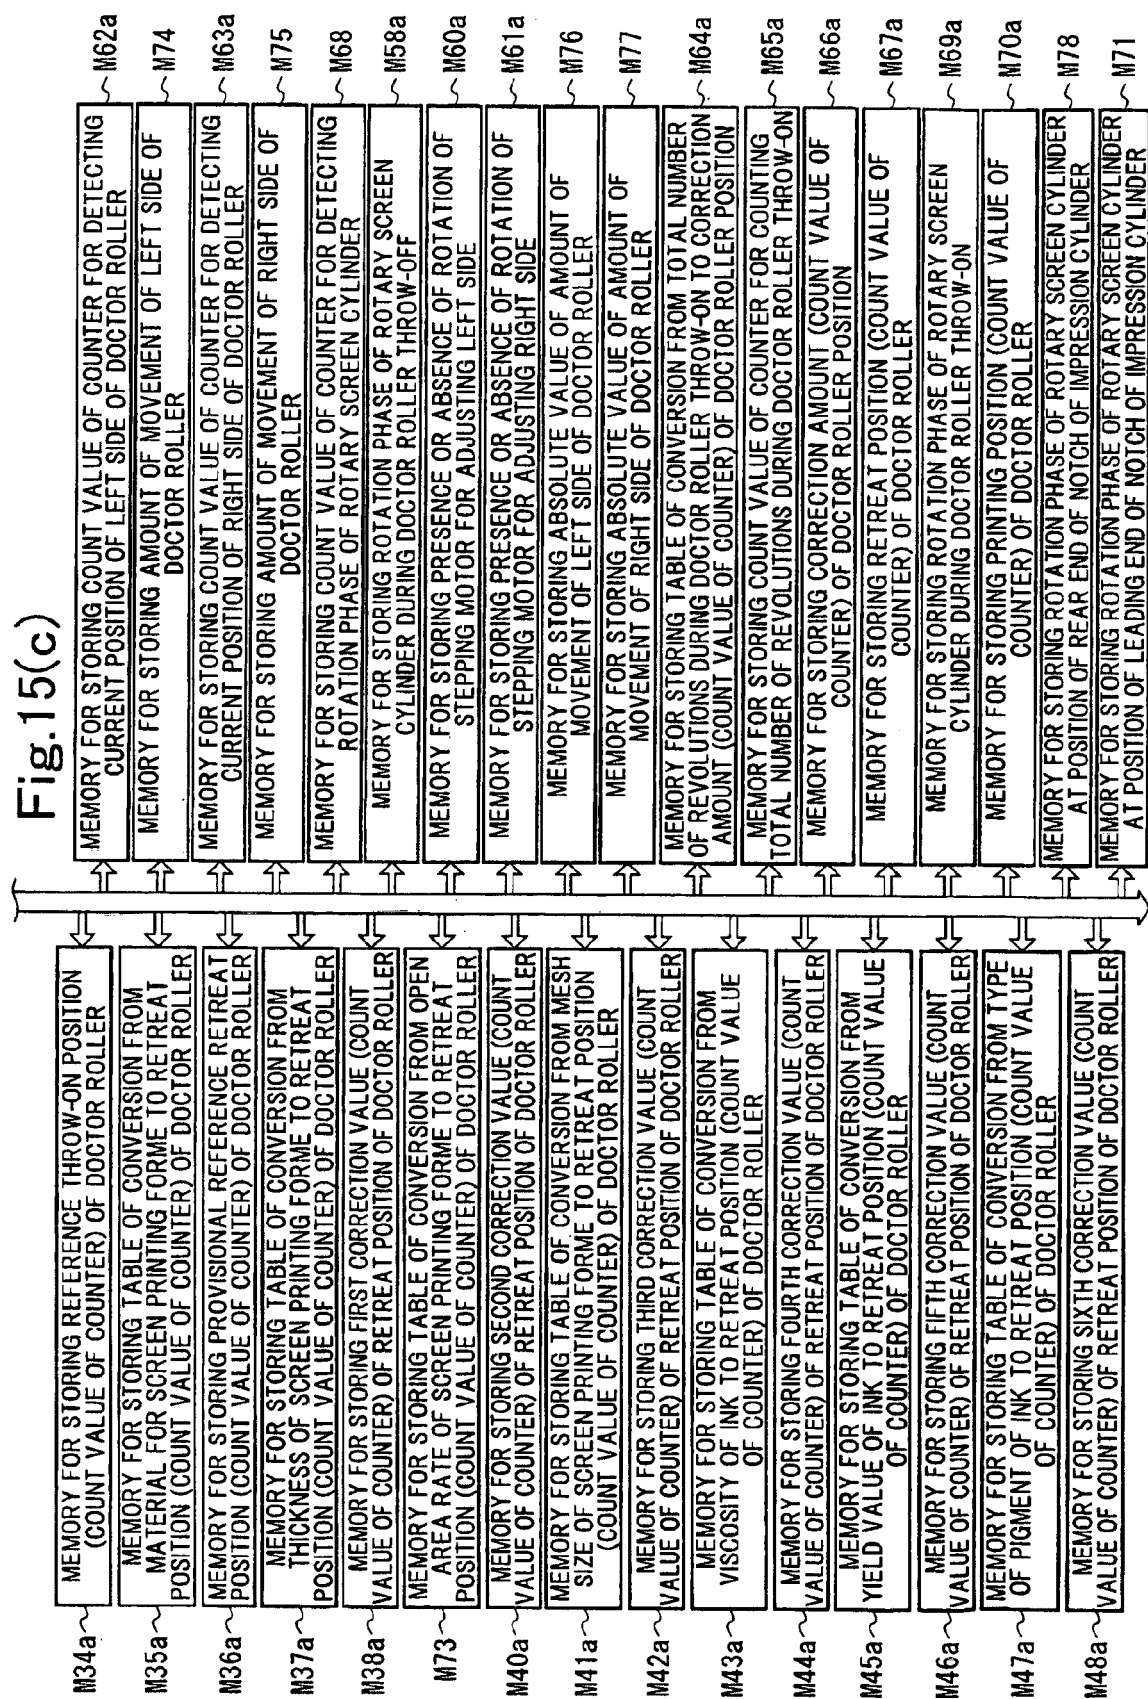 Fig.15(c)
M34a
MEMORY FOR STORING REFERENCE THROW-ON POSITION
(COUNT VALUE OF COUNTER) OF DOCTOR ROLLER
M35a
MEMORY FOR STORING TABLE OF CONVERSION FROM
MATERIAL FOR SCREEN PRINTING FORME TO RETREAT
POSITION (COUNT VALUE OF COUNTER) OF DOCTOR ROLLER
M36a
MEMORY FOR STORING PROVISIONAL REFERENCE RETREAT
POSITION (COUNT VALUE OF COUNTER) OF DOCTOR ROLLER
M37a
MEMORY FOR STORING TABLE OF CONVERSION FROM
THICKNESS OF SCREEN PRINTING FORME TO RETREAT
POSITION (COUNT VALUE OF COUNTER) OF DOCTOR ROLLER
M38a
MEMORY FOR STORING FIRST CORRECTION VALUE (COUNT
VALUE OF COUNTER) OF RETREAT POSITION OF DOCTOR ROLLER
M73
MEMORY FOR STORING TABLE OF CONVERSION FROM OPEN
AREA RATE OF SCREEN PRINTING FORME TO RETREAT
POSITION (COUNT VALUE OF COUNTER) OF DOCTOR ROLLER
M40a
MEMORY FOR STORING SECOND CORRECTION VALUE (COUNT
VALUE OF COUNTER) OF RETREAT POSITION OF DOCTOR ROLLER
M41a
MEMORY FOR STORING TABLE OF CONVERSION FROM MESH
SIZE OF SCREEN PRINTING FORME TO RETREAT POSITION
(COUNT VALUE OF COUNTER) OF DOCTOR ROLLER
M42a
MEMORY FOR STORING THIRD CORRECTION VALUE (COUNT
VALUE OF COUNTER) OF RETREAT POSITION OF DOCTOR ROLLER
M43a
MEMORY FOR STORING TABLE OF CONVERSION FROM
VISCOSITY OF INK TO RETREAT POSITION (COUNT VALUE
OF COUNTER) OF DOCTOR ROLLER
M44a
MEMORY FOR STORING FOURTH CORRECTION VALUE (COUNT
VALUE OF COUNTER) OF RETREAT POSITION OF DOCTOR ROLLER
M45a
MEMORY FOR STORING TABLE OF CONVERSION FROM
YIELD VALUE OF INK TO RETREAT POSITION (COUNT VALUE
OF COUNTER) OF DOCTOR ROLLER
M46a
MEMORY FOR STORING FIFTH CORRECTION VALUE (COUNT
VALUE OF COUNTER) OF RETREAT POSITION OF DOCTOR ROLLER
M47a
MEMORY FOR STORING TABLE OF CONVERSION FROM TYPE
OF PIGMENT OF INK TO RETREAT POSITION (COUNT VALUE
OF COUNTER) OF DOCTOR ROLLER
M48a
MEMORY FOR STORING SIXTH CORRECTION VALUE (COUNT
VALUE OF COUNTER) OF RETREAT POSITION OF DOCTOR ROLLER
MEMORY FOR STORING COUNT VALUE OF COUNTER FOR DETECTING
CURRENT POSITION OF LEFT SIDE OF DOCTOR ROLLER
M62a
MEMORY FOR STORING AMOUNT OF MOVEMENT OF LEFT SIDE OF
DOCTOR ROLLER
M74
MEMORY FOR STORING COUNT VALUE OF COUNTER FOR DETECTING
CURRENT POSITION OF RIGHT SIDE OF DOCTOR ROLLER
M63a
MEMORY FOR STORING AMOUNT OF MOVEMENT OF RIGHT SIDE OF
DOCTOR ROLLER
M75
MEMORY FOR STORING COUNT VALUE OF COUNTER FOR DETECTING
ROTATION PHASE OF ROTARY SCREEN CYLINDER
M68
MEMORY FOR STORING ROTATION PHASE OF ROTARY SCREEN
CYLINDER DURING DOCTOR ROLLER THROW-OFF
M58a
MEMORY FOR STORING PRESENCE OR ABSENCE OF ROTATION OF
STEPPING MOTOR FOR ADJUSTING LEFT SIDE
M60a
MEMORY FOR STORING PRESENCE OR ABSENCE OF ROTATION OF
STEPPING MOTOR FOR ADJUSTING RIGHT SIDE
M61a
MEMORY FOR STORING ABSOLUTE VALUE OF AMOUNT OF
MOVEMENT OF LEFT SIDE OF DOCTOR ROLLER
M76
MEMORY FOR STORING ABSOLUTE VALUE OF AMOUNT OF
MOVEMENT OF RIGHT SIDE OF DOCTOR ROLLER
M77
MEMORY FOR STORING TABLE OF CONVERSION FROM TOTAL NUMBER
OF REVOLUTIONS DURING DOCTOR ROLLER THROW-ON TO CORRECTION
AMOUNT (COUNT VALUE OF COUNTER) OF DOCTOR ROLLER POSITION
M64a
MEMORY FOR STORING COUNT VALUE OF COUNTER FOR COUNTING
TOTAL NUMBER OF REVOLUTIONS DURING DOCTOR ROLLER THROW-ON
M65a
MEMORY FOR STORING CORRECTION AMOUNT (COUNT VALUE OF
COUNTER) OF DOCTOR ROLLER POSITION
M66a
MEMORY FOR STORING RETREAT POSITION (COUNT VALUE OF
COUNTER) OF DOCTOR ROLLER
M67a
MEMORY FOR STORING ROTATION PHASE OF ROTARY SCREEN
CYLINDER DURING DOCTOR ROLLER THROW-ON
M69a
MEMORY FOR STORING PRINTING POSITION (COUNT VALUE OF
COUNTER) OF DOCTOR ROLLER
M70a
MEMORY FOR STORING ROTATION PHASE OF ROTARY SCREEN CYLINDER
AT POSITION OF REAR END OF NOTCH OF IMPRESSION CYLINDER
M78
MEMORY FOR STORING ROTATION PHASE OF ROTARY SCREEN CYLINDER
AT POSITION OF LEADING END OF NOTCH OF IMPRESSION CYLINDER
M71